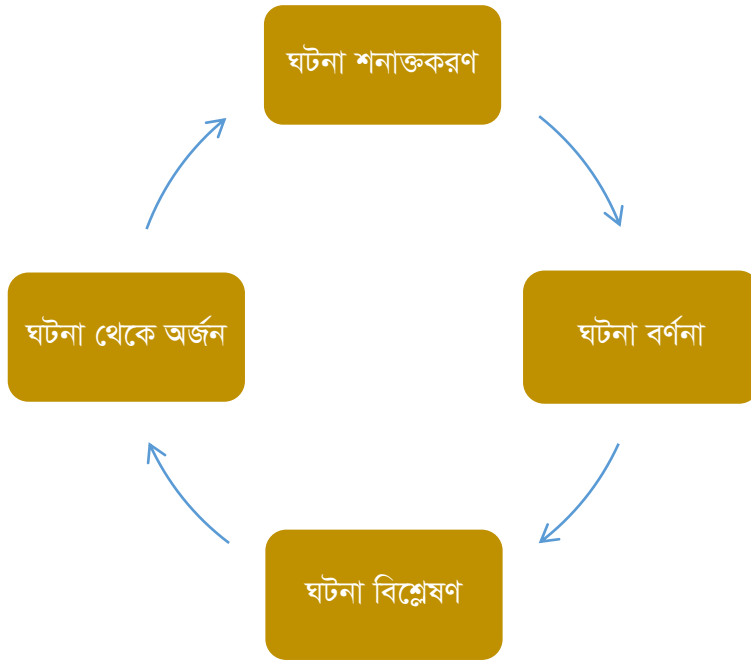 ঘটনা শনাক্তকরণ
ঘটনা থেকে অর্জন
ঘটনা বর্ণনা
ঘটনা বিশ্লেষণ